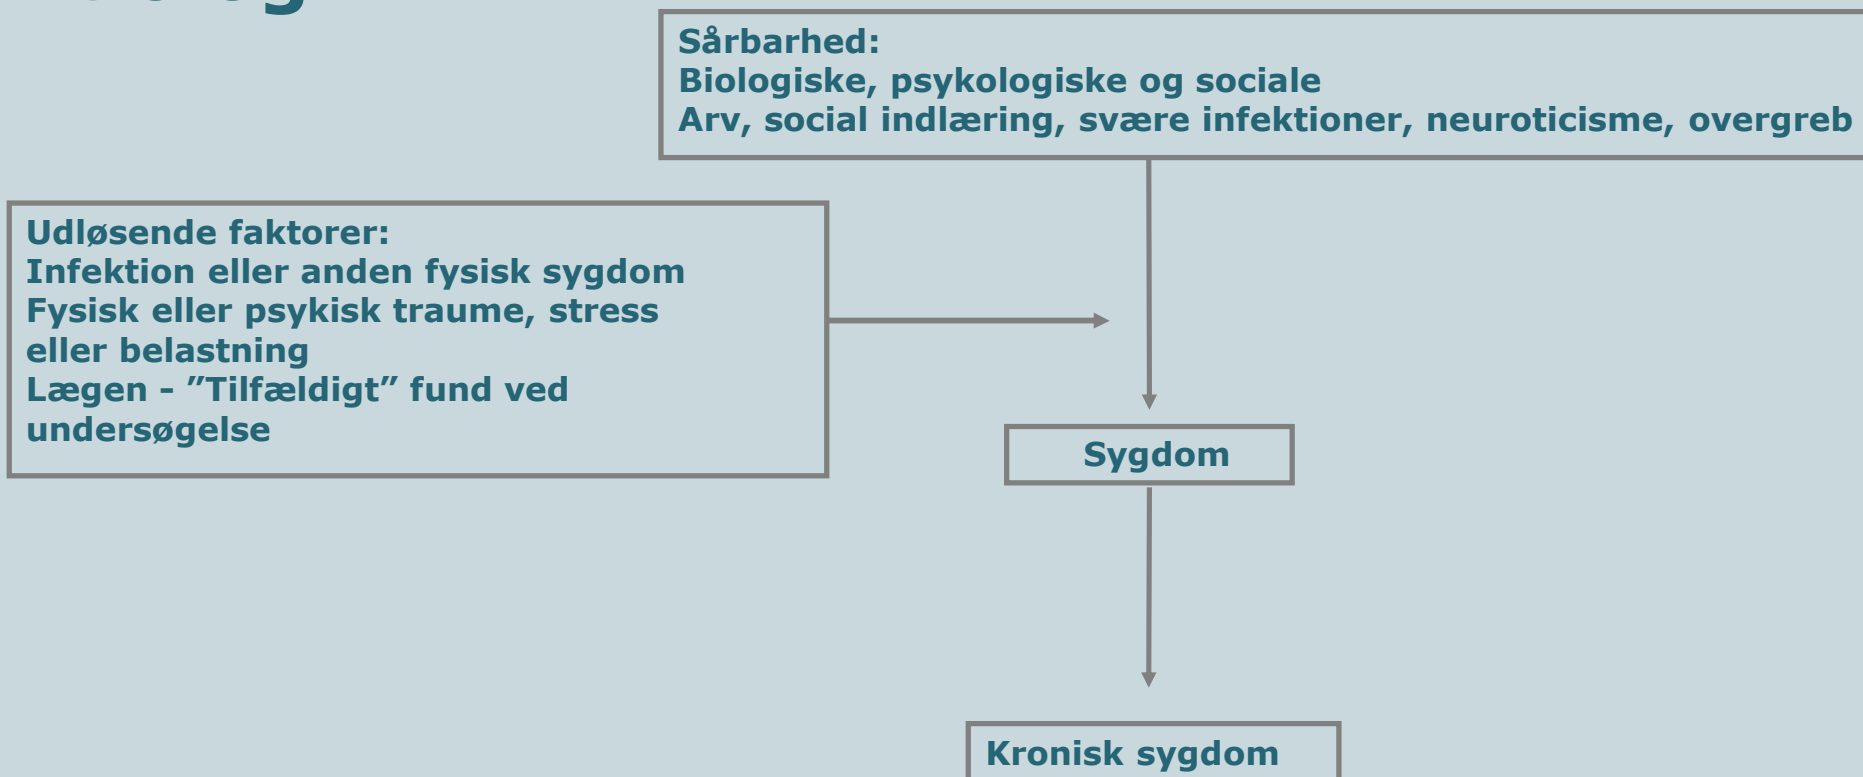 Sårbarhed:
Biologiske, psykologiske og sociale
Arv, social indlæring, svære infektioner, neuroticisme, overgreb
Udløsende faktorer:
Infektion eller anden fysisk sygdom
Fysisk eller psykisk traume, stress
eller belastning
Lægen – ”Tilfældigt” fund ved
undersøgelse
Sygdom
Kronisk sygdom